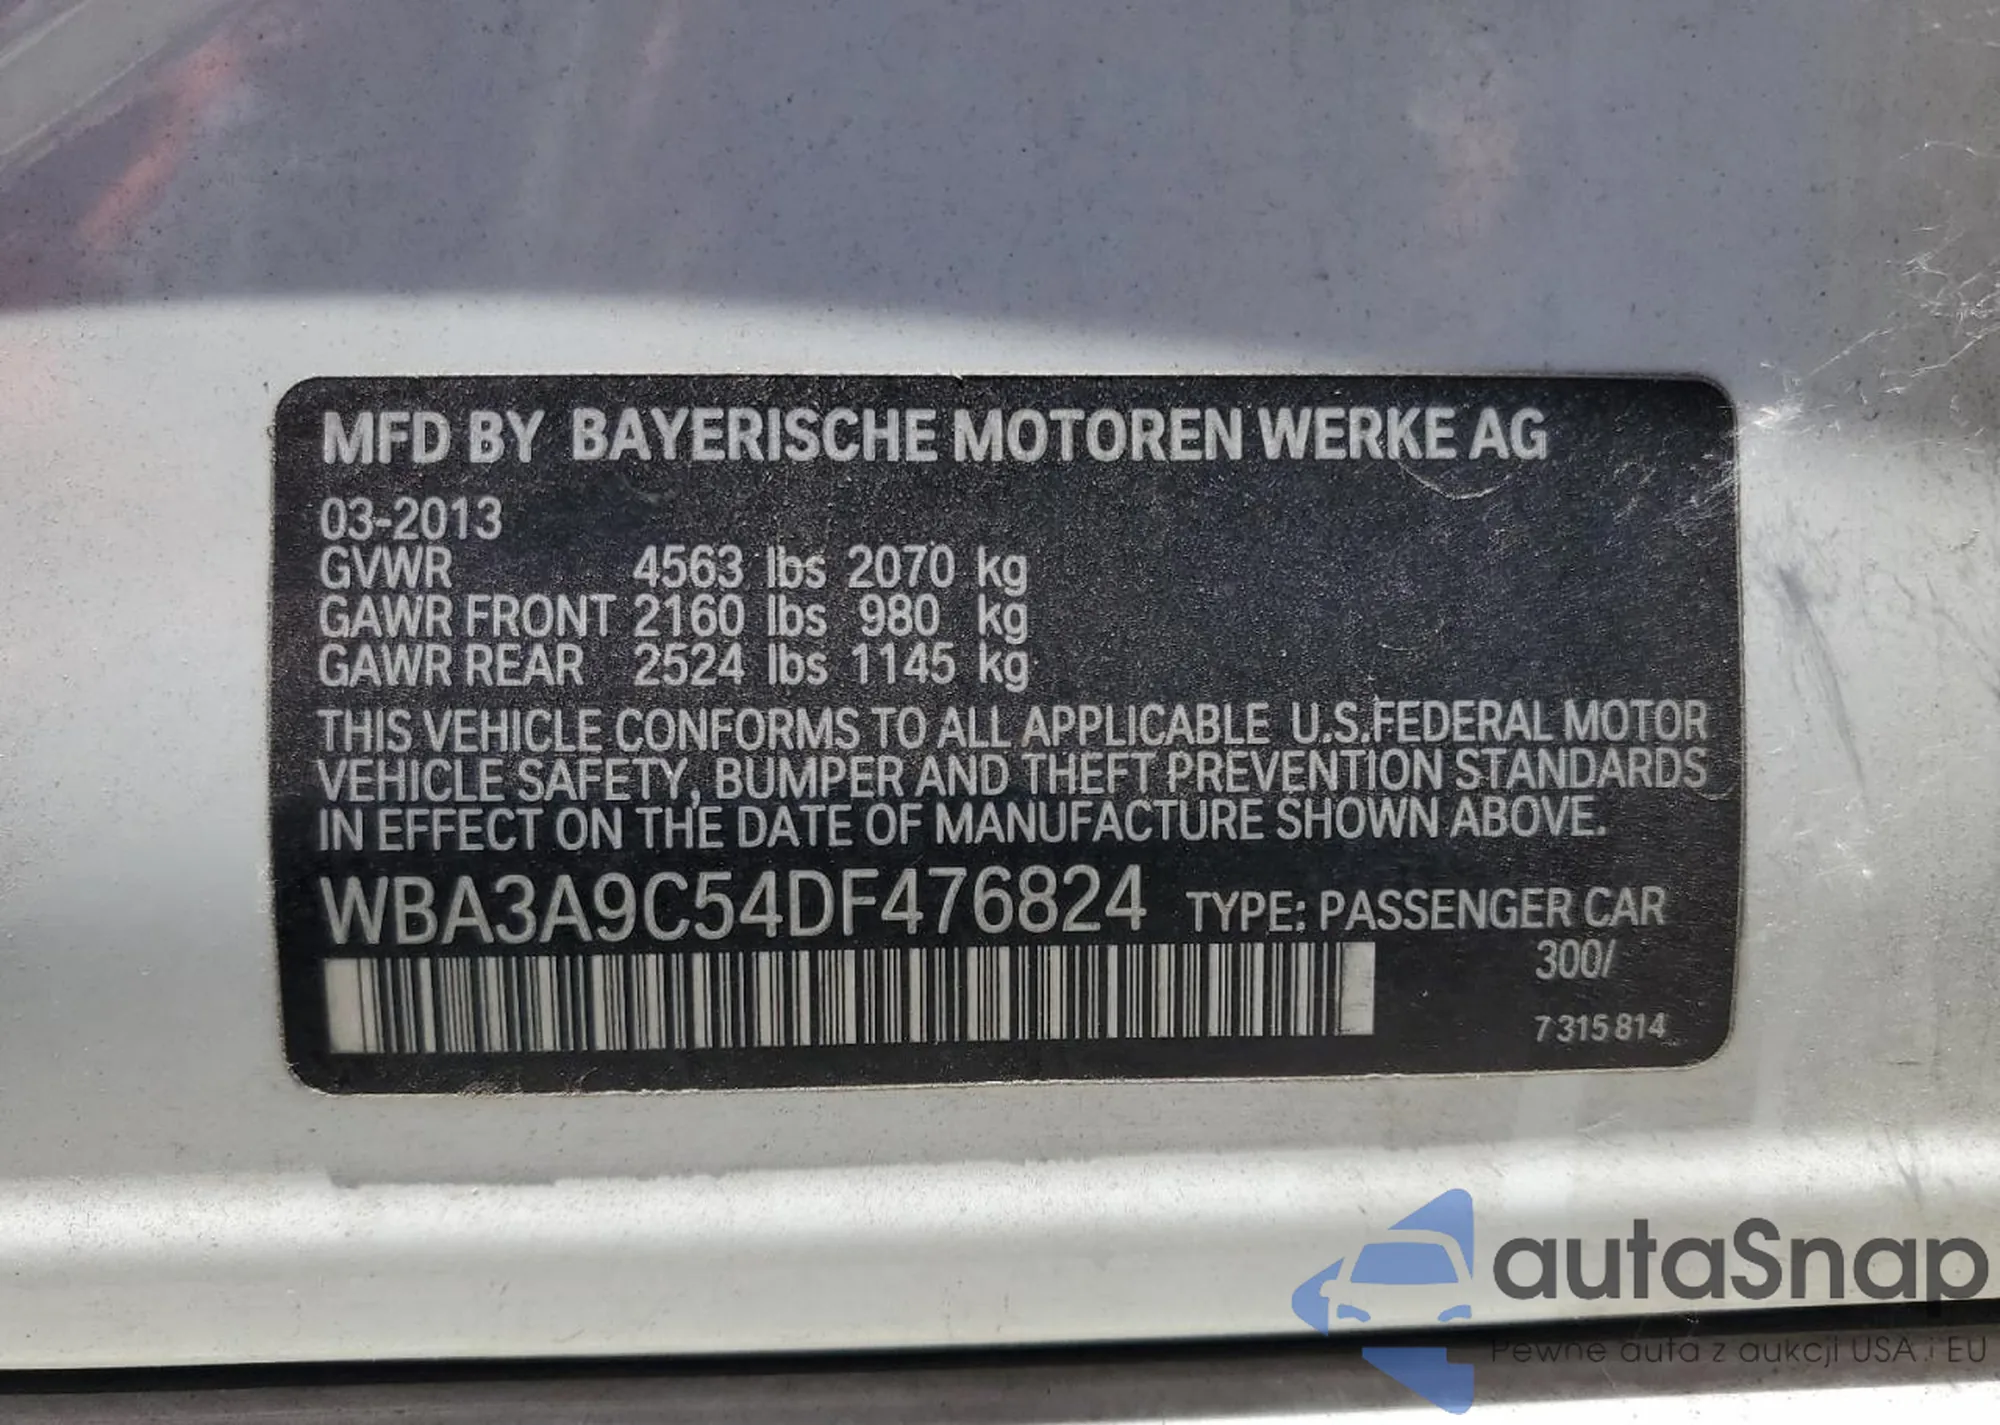 MFD BY BAYERISCHE MOTOREN WERKE AG
03-2013
GVWR 4563 lbs 2070 kg
GAWR FRONT 2160 lbs 980 kg
GAWR REAR 2524 lbs 1145 kg
THIS VEHICLE CONFORMS TO ALL APPLICABLE U.S.FEDERAL MOTOR
VEHICLE SAFETY, BUMPER AND THEFT PREVENTION STANDARDS
IN EFFECT ON THE DATE OF MANUFACTURE SHOWN ABOVE.
WBA3A9C54DF476824 TYPE: PASSENGER CAR
300/
7 315 814
autaSnap
Pewne auta z aukcji USA i EU